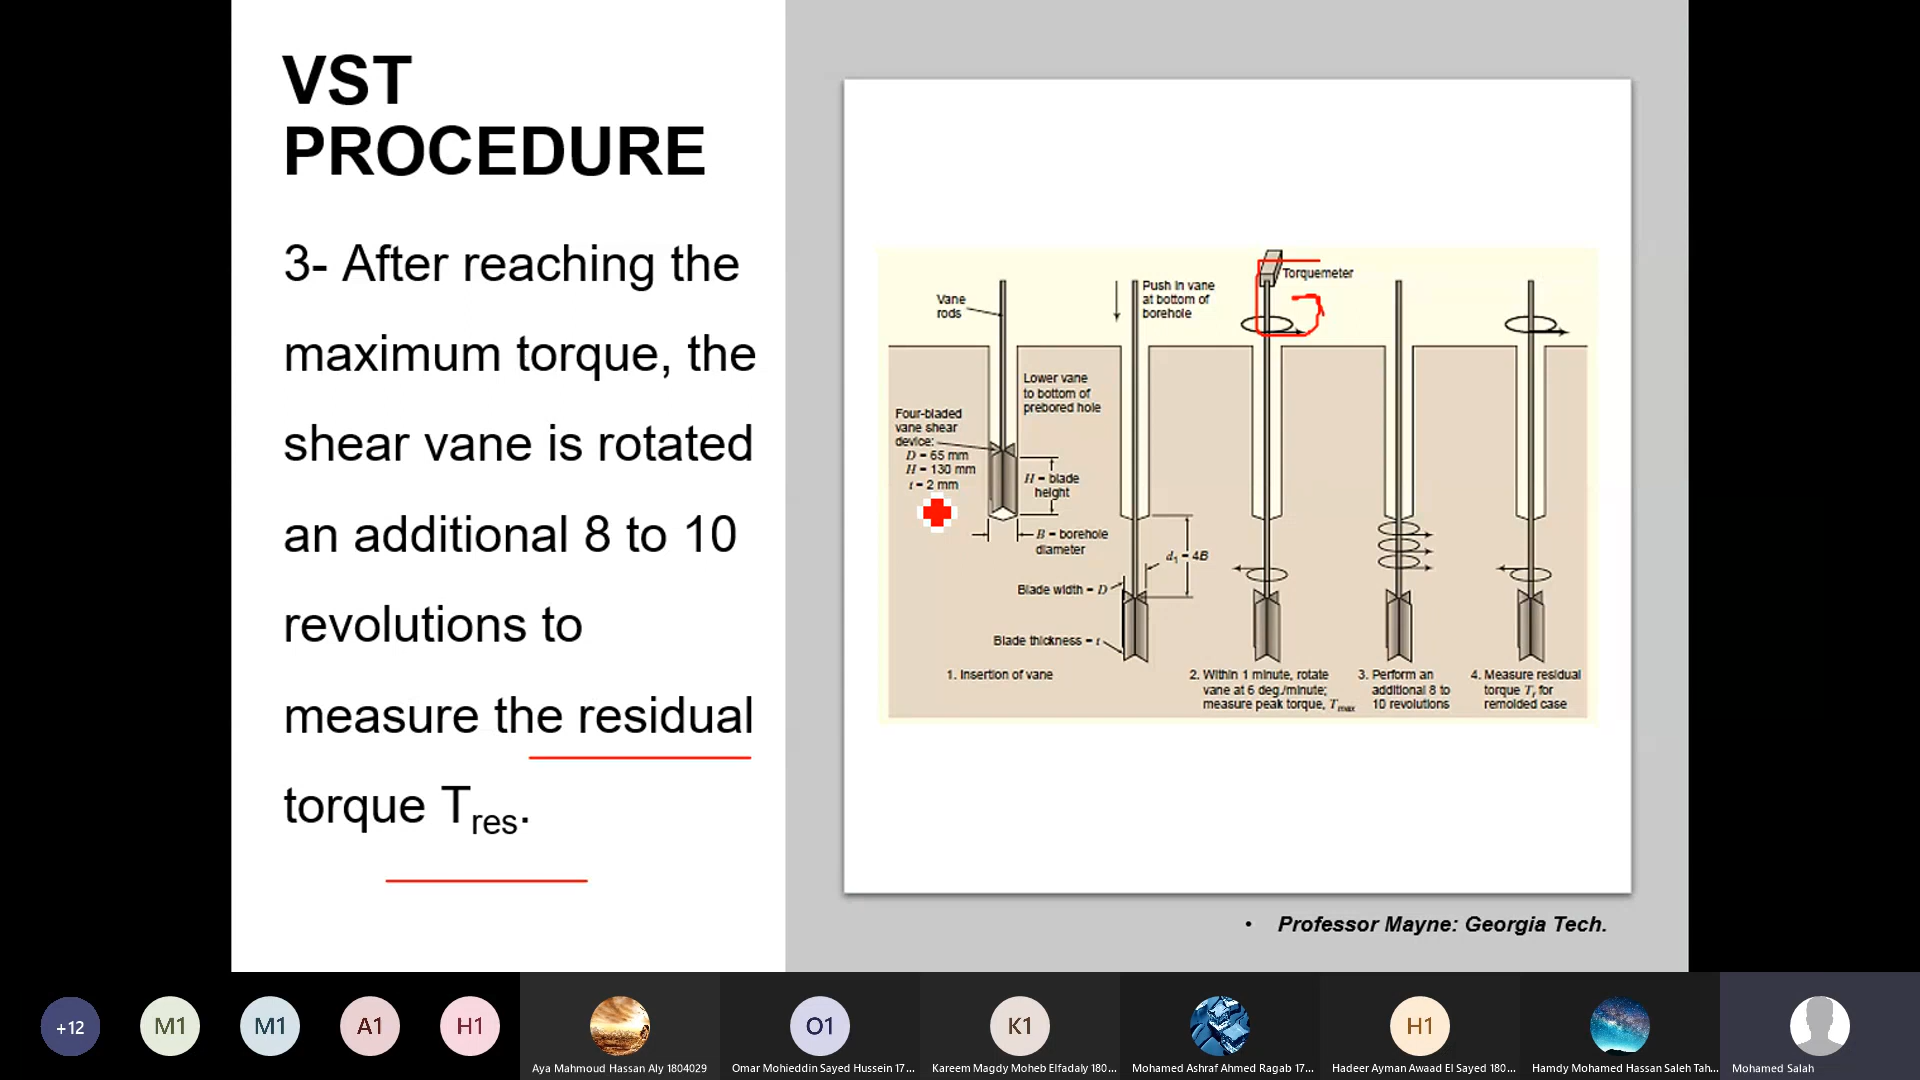 VST
PROCEDURE
3- After reaching the
maximum torque, the
shear vane is rotated
an additional 8 to 10
revolutions to
measure the residual
torque Tres.
Torquemeter
Vane
rods
Push in vane
at bottom of
borehole
Lower vane
to bottom of
prebored hole
Four-bladed
vane shear
device:
D = 65 mm
H = 130 mm
t = 2 mm
H = blade
height
B = borehole
diameter
d1 = 4B
Blade width = D
Blade thickness = t
1. Insertion of vane
2. Within 1 minute, rotate
vane at 6 deg./minute;
measure peak torque, Tmax
3. Perform an
additional 8 to
10 revolutions
4. Measure residual
torque Tr for
remolded case
• Professor Mayne: Georgia Tech.
+12
M1
M1
A1
H1
O1
K1
H1
Aya Mahmoud Hassan Aly 1804029
Omar Mohieddin Sayed Hussein 17...
Kareem Magdy Moheb Elfadaly 180...
Mohamed Ashraf Ahmed Ragab 17...
Hadeer Ayman Awaad El Sayed 180...
Hamdy Mohamed Hassan Saleh Tah...
Mohamed Salah